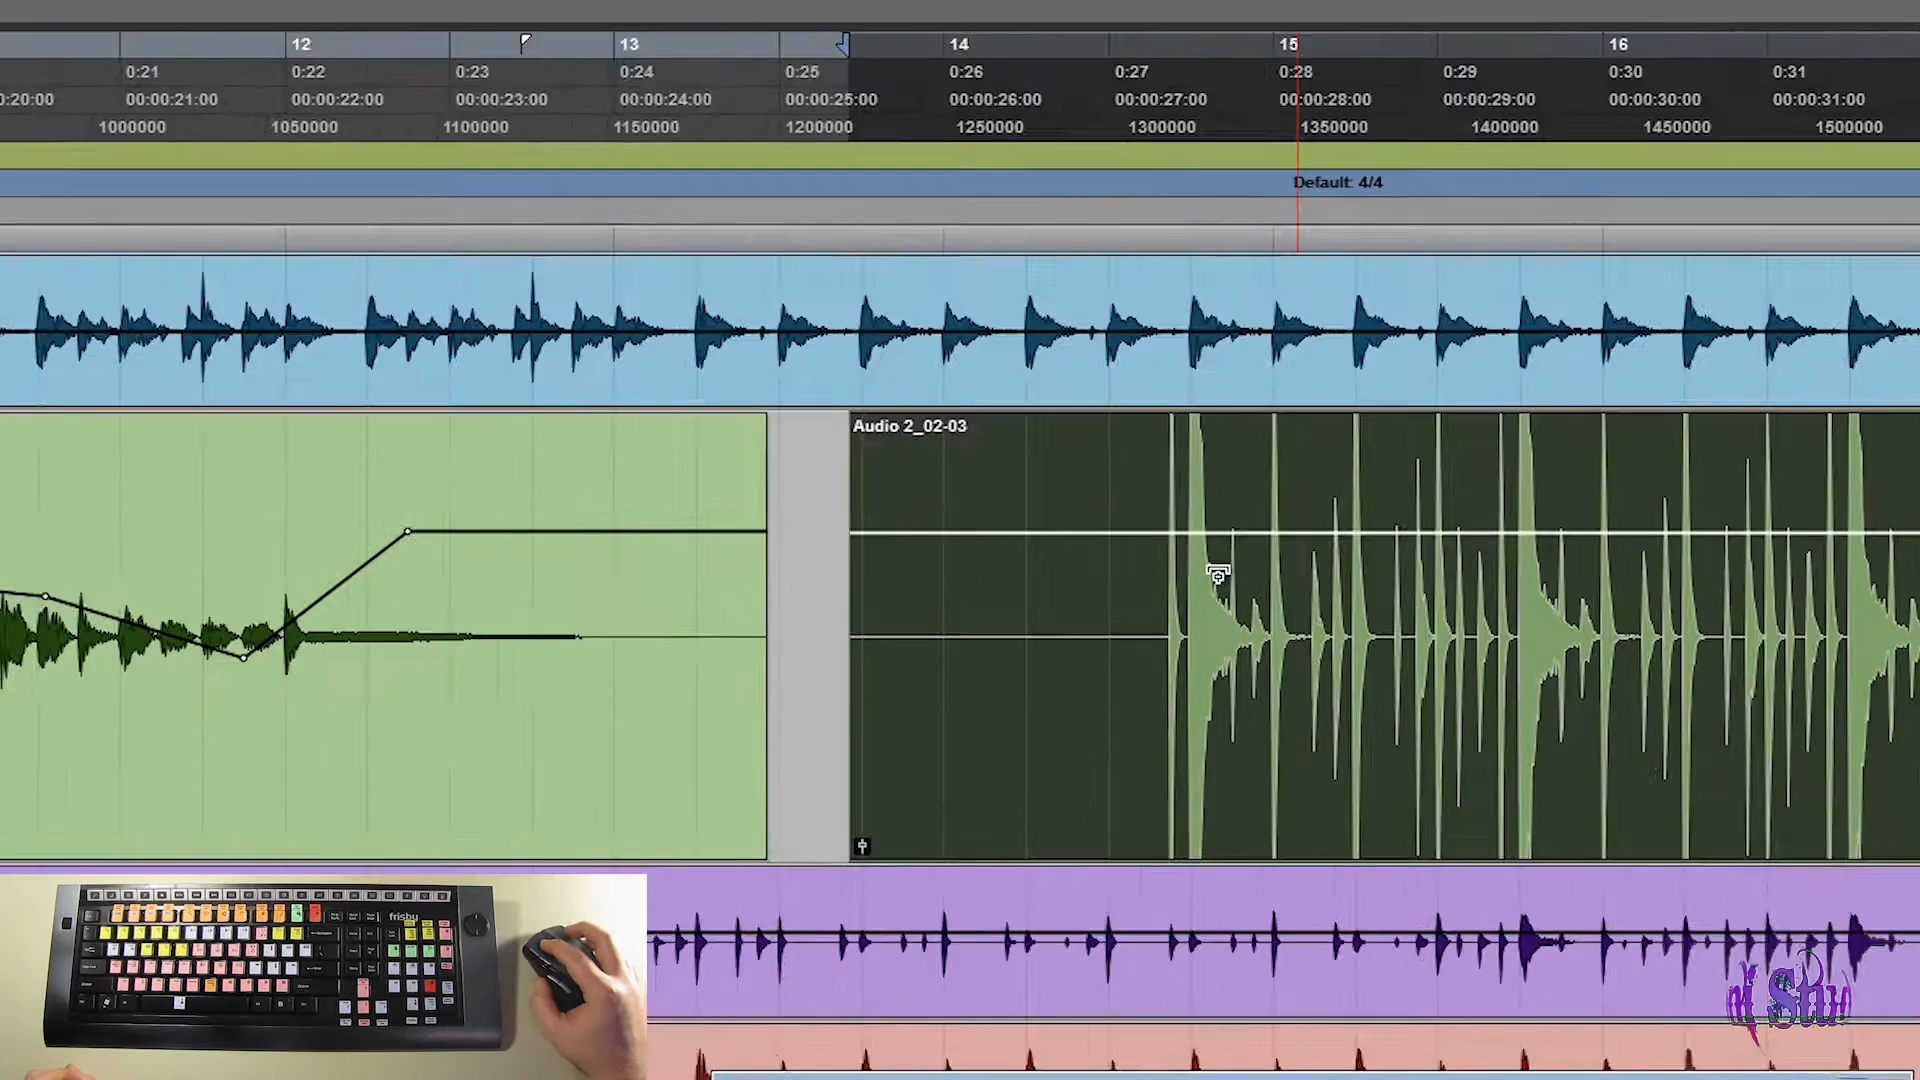 12 13 14 15 16
0:21 0:22 0:23 0:24 0:25 0:26 0:27 0:28 0:29 0:30 0:31
0:20:00 00:00:21:00 00:00:22:00 00:00:23:00 00:00:24:00 00:00:25:00 00:00:26:00 00:00:27:00 00:00:28:00 00:00:29:00 00:00:30:00 00:00:31:00
1000000 1050000 1100000 1150000 1200000 1250000 1300000 1350000 1400000 1450000 1500000
Default: 4/4
Audio 2_02-03
frisby